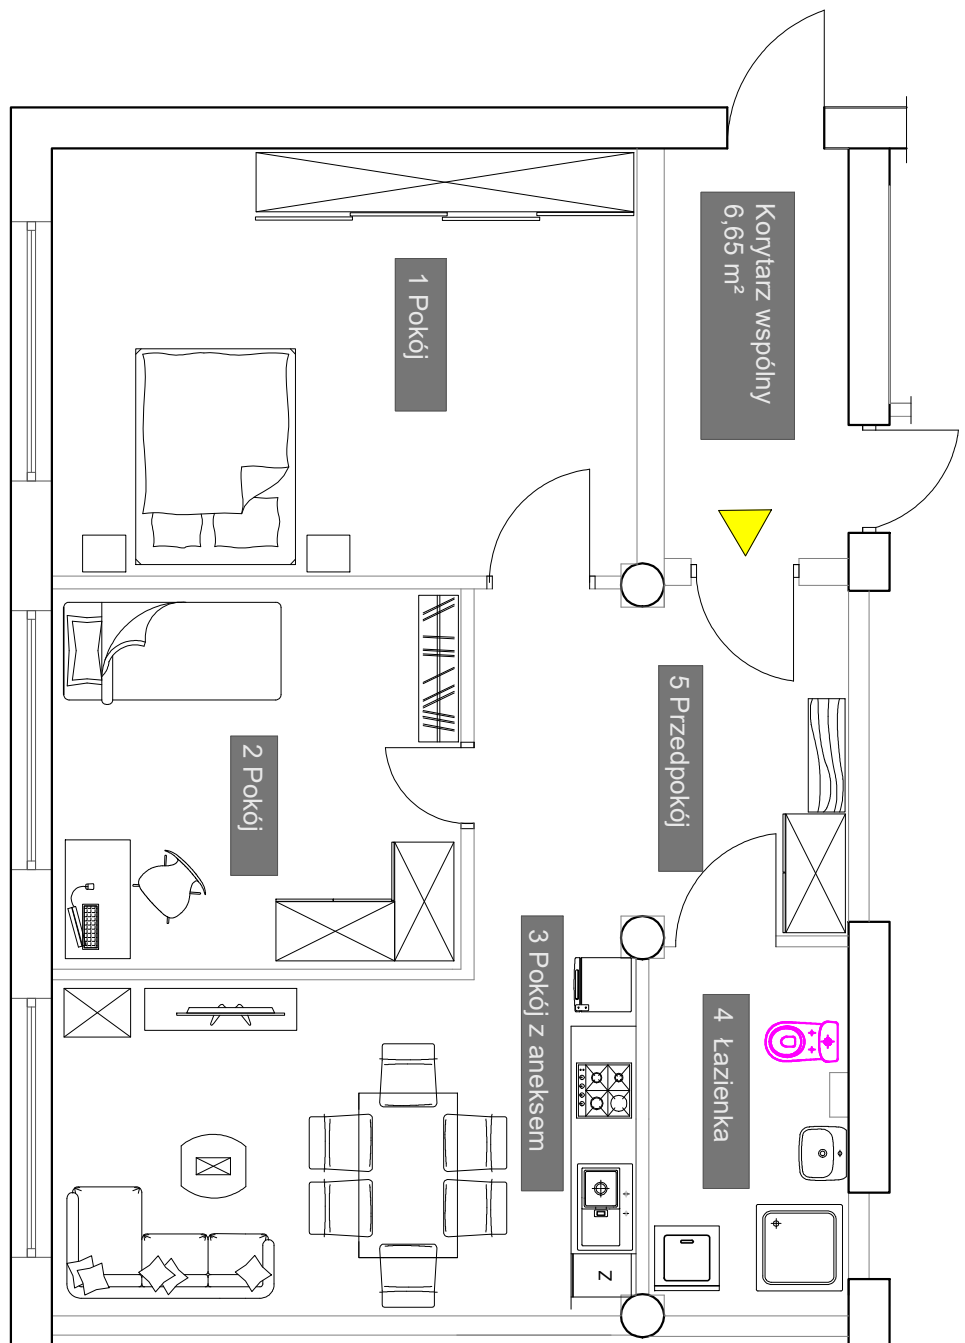 Korytarz wspólny
6,65 m²
1 Pokój
5 Przedpokój
2 Pokój
3 Pokój z aneksem
4 Łazienka
Z